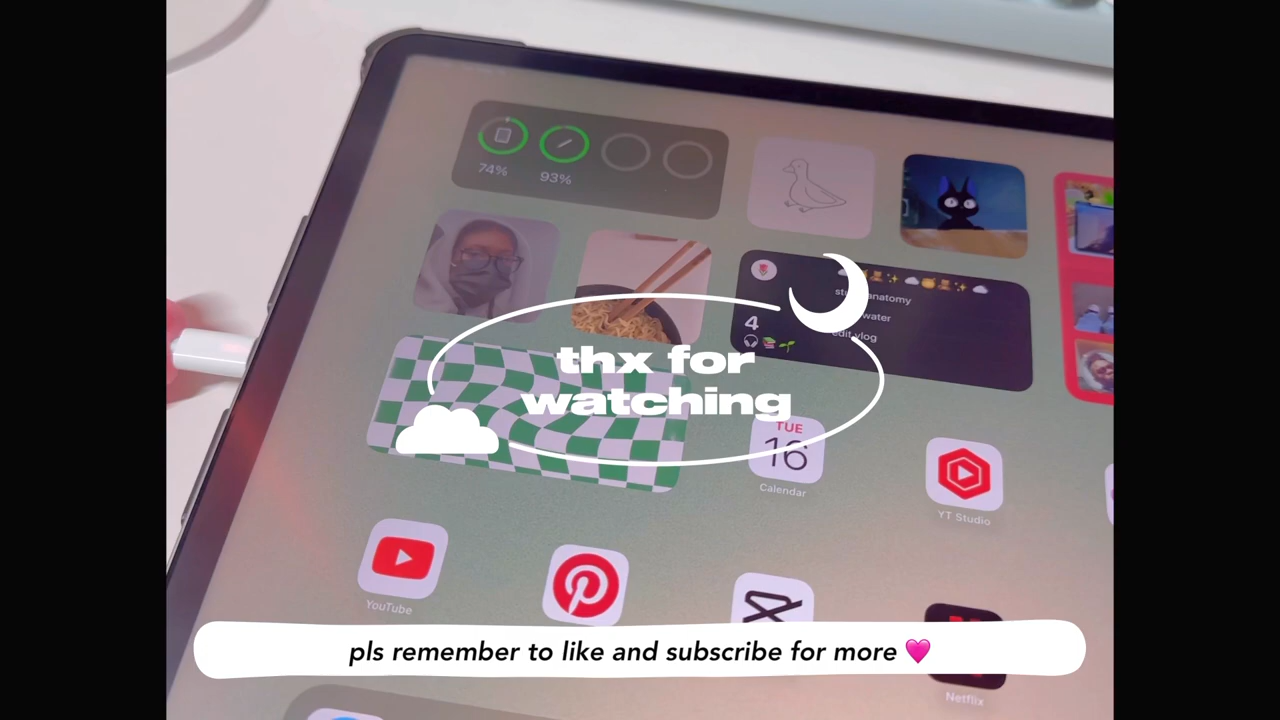 74%
93%
anatomy
water
4
edit vlog
thx for
watching
TUE
16
Calendar
YT Studio
YouTube
pls remember to like and subscribe for more 🩷
Netflix